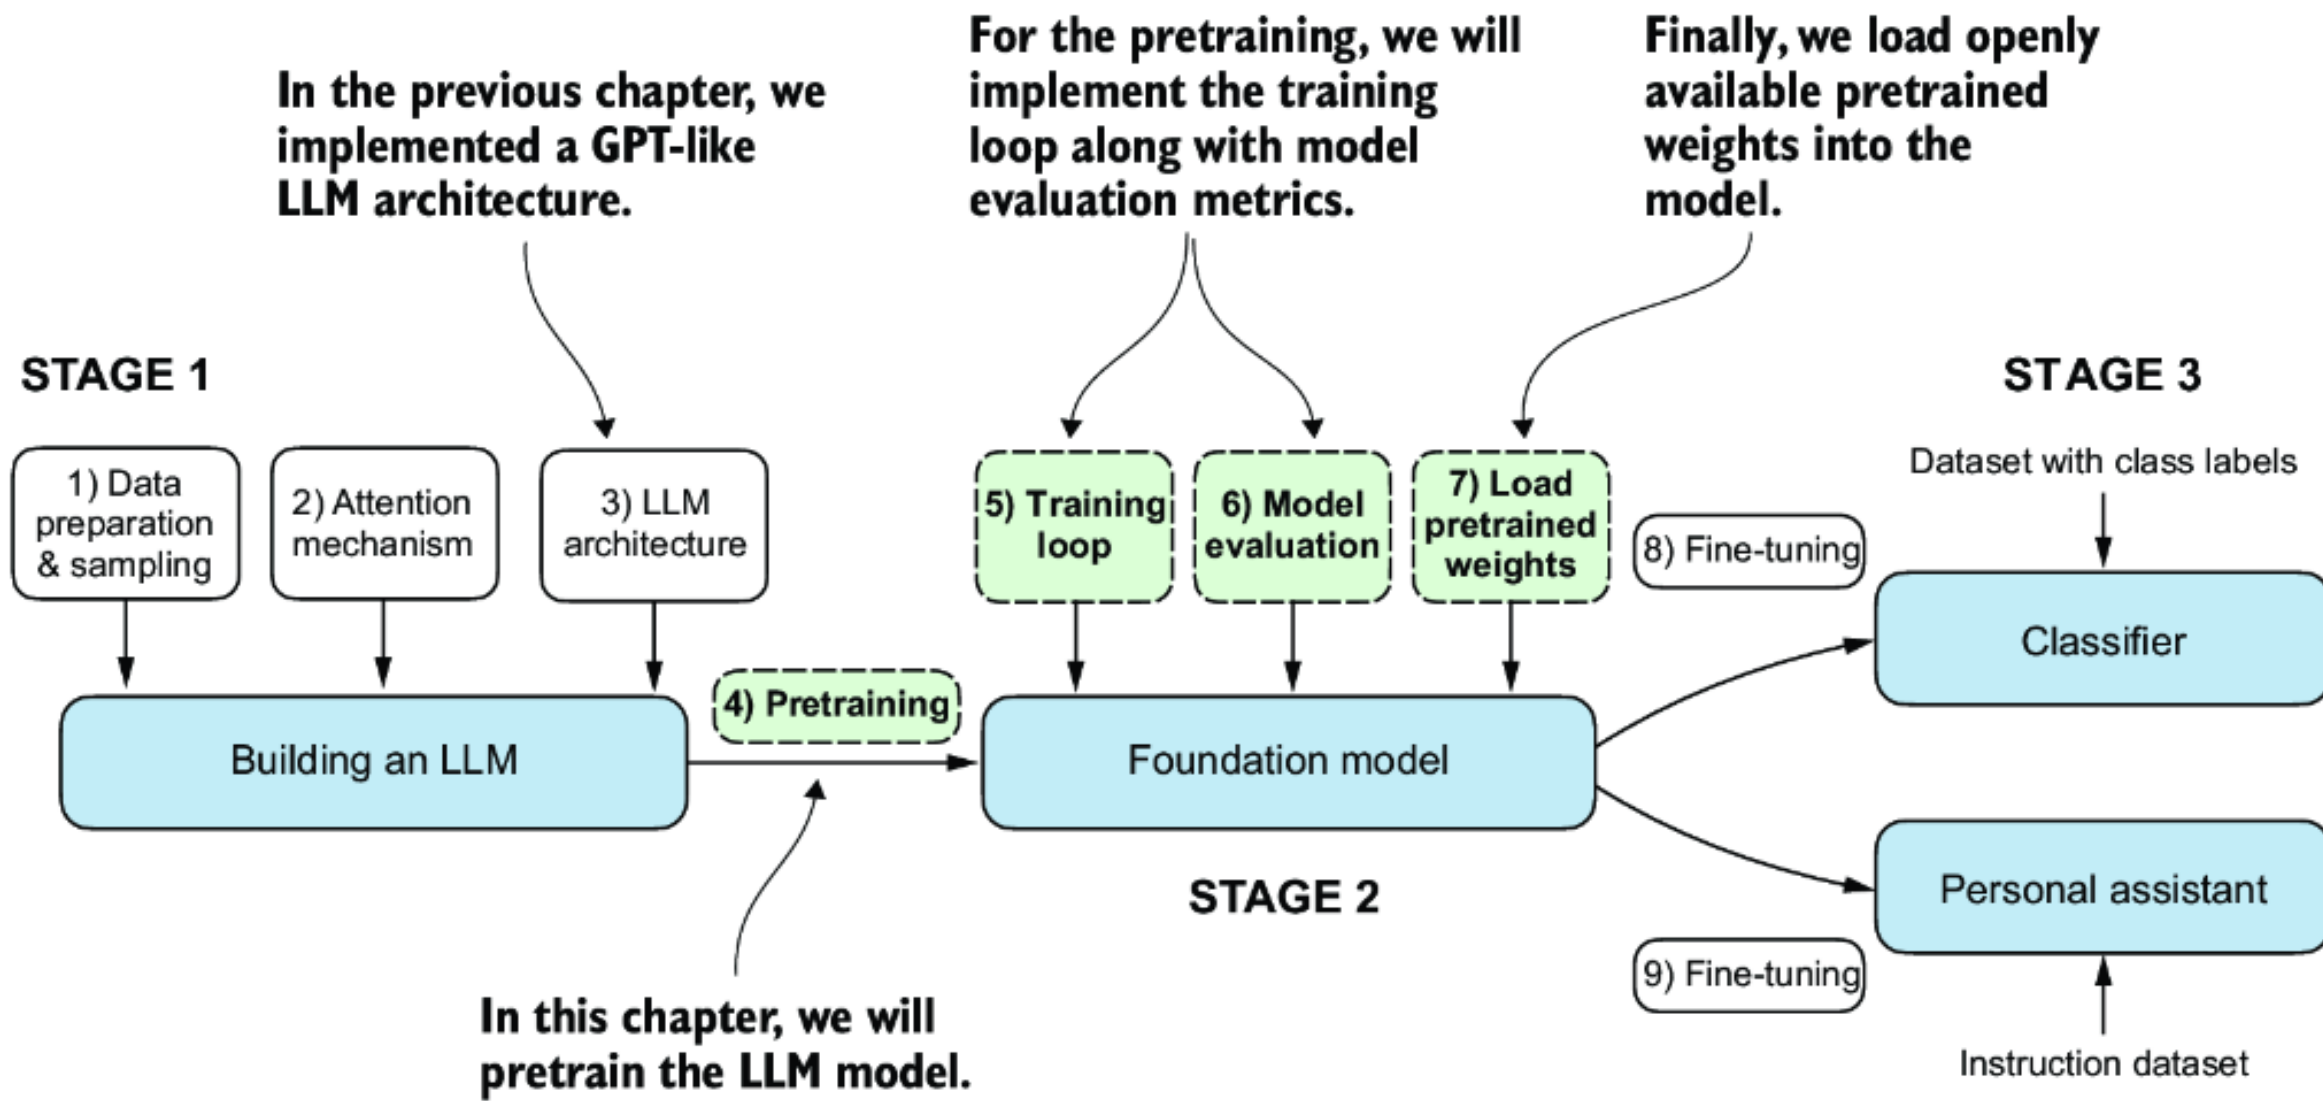 In the previous chapter, we
implemented a GPT-like
LLM architecture.
For the pretraining, we will
implement the training
loop along with model
evaluation metrics.
Finally, we load openly
available pretrained
weights into the
model.
STAGE 1
1) Data
preparation
& sampling
2) Attention
mechanism
3) LLM
architecture
Building an LLM
4) Pretraining
In this chapter, we will
pretrain the LLM model.
5) Training
loop
6) Model
evaluation
7) Load
pretrained
weights
Foundation model
STAGE 2
STAGE 3
Dataset with class labels
8) Fine-tuning
Classifier
Personal assistant
9) Fine-tuning
Instruction dataset